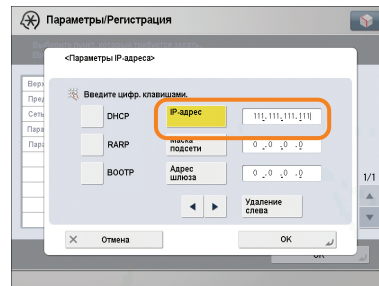 Параметры/Регистрация
<Параметры IP-адреса>
Введите цифр. клавишами.
DHCP
IP-адрес
111.111.111.111
RARP
Маска
подсети
0 .0 .0 .0
BOOTP
Адрес
шлюза
0 .0 .0 .0
◀ ▶
Удаление
слева
1/1
× Отмена
OK
Сеть